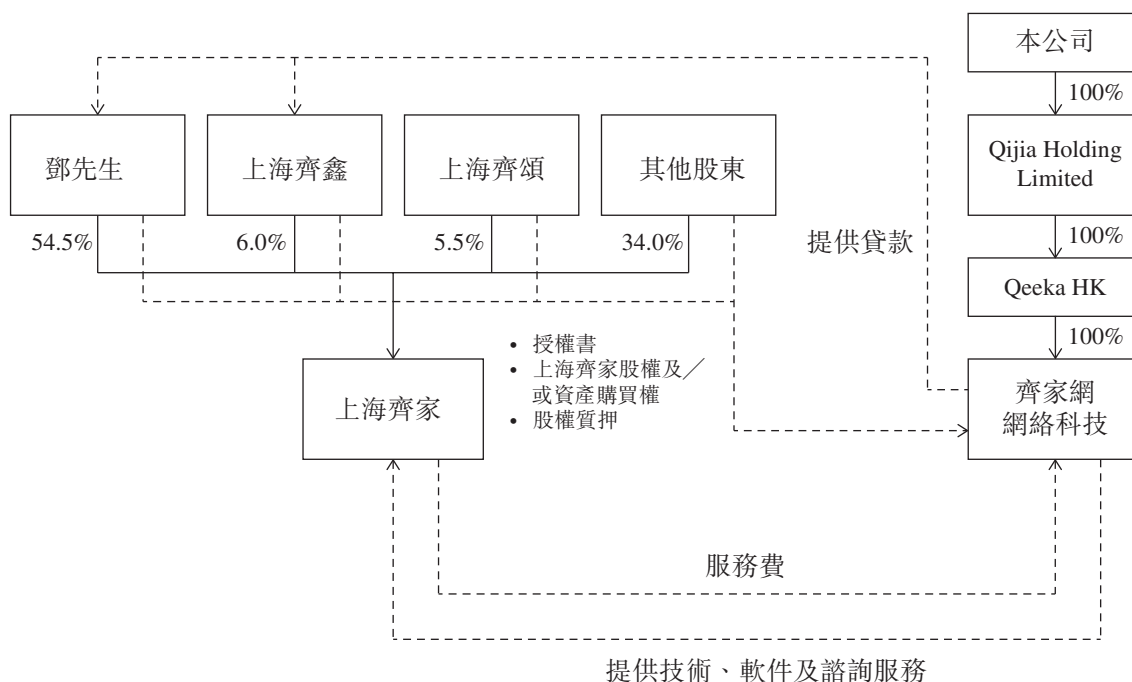 本公司
100%
鄧先生
上海齊鑫
上海齊頌
其他股東
Qijia Holding
Limited
54.5%
6.0%
5.5%
34.0%
提供貸款
100%
Qeeka HK
100%
• 授權書
• 上海齊家股權及╱
或資產購買權
• 股權質押
上海齊家
齊家網
網絡科技
服務費
提供技術、軟件及諮詢服務